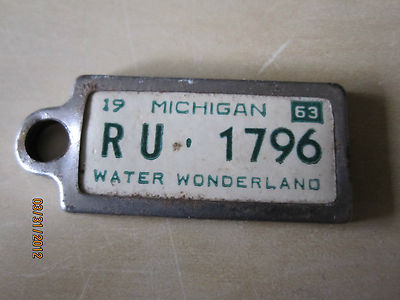 19 MICHIGAN 63
RU·1796
WATER WONDERLAND
03/31/2012